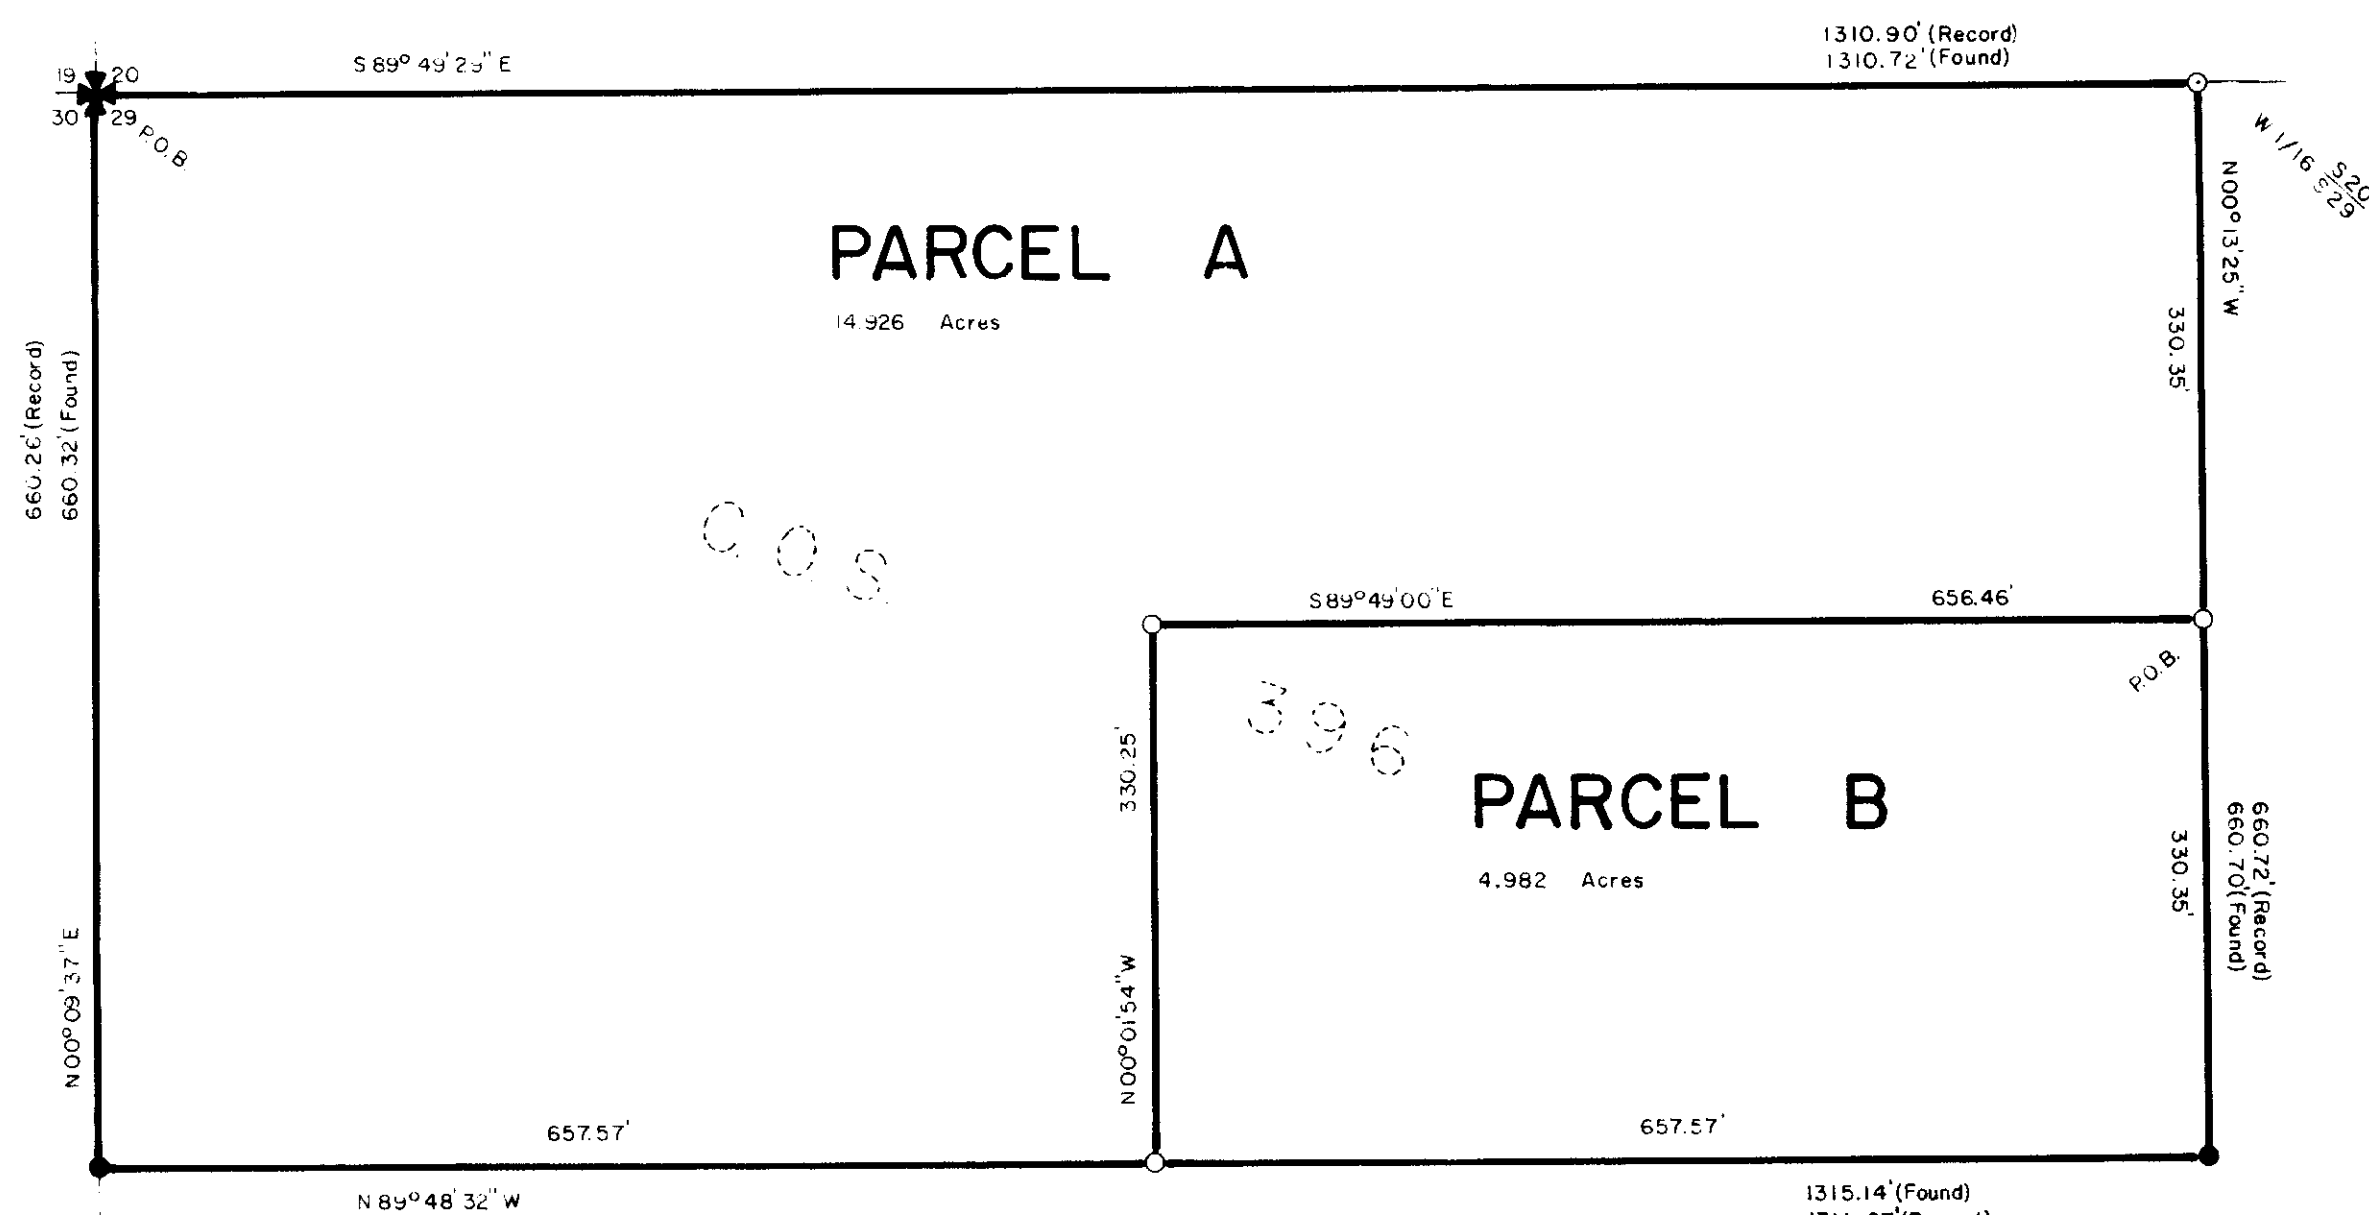 1310.90' (Record)
1310.72' (Found)
S 89° 49' 29" E
19 20
30 29
P.O.B.
W 1/16 S20
S29
N00° 13' 25" W
PARCEL A
14.926 Acres
330.35'
660.26' (Record)
660.32' (Found)
C. O. S.
S 89° 49' 00" E
656.46'
P.O.B.
396
330.25'
PARCEL B
4.982 Acres
330.35'
660.72' (Record)
660.70' (Found)
N00° 09' 37" E
N 00° 01' 54" W
657.57'
657.57'
N 89° 48' 32" W
1315.14' (Found)